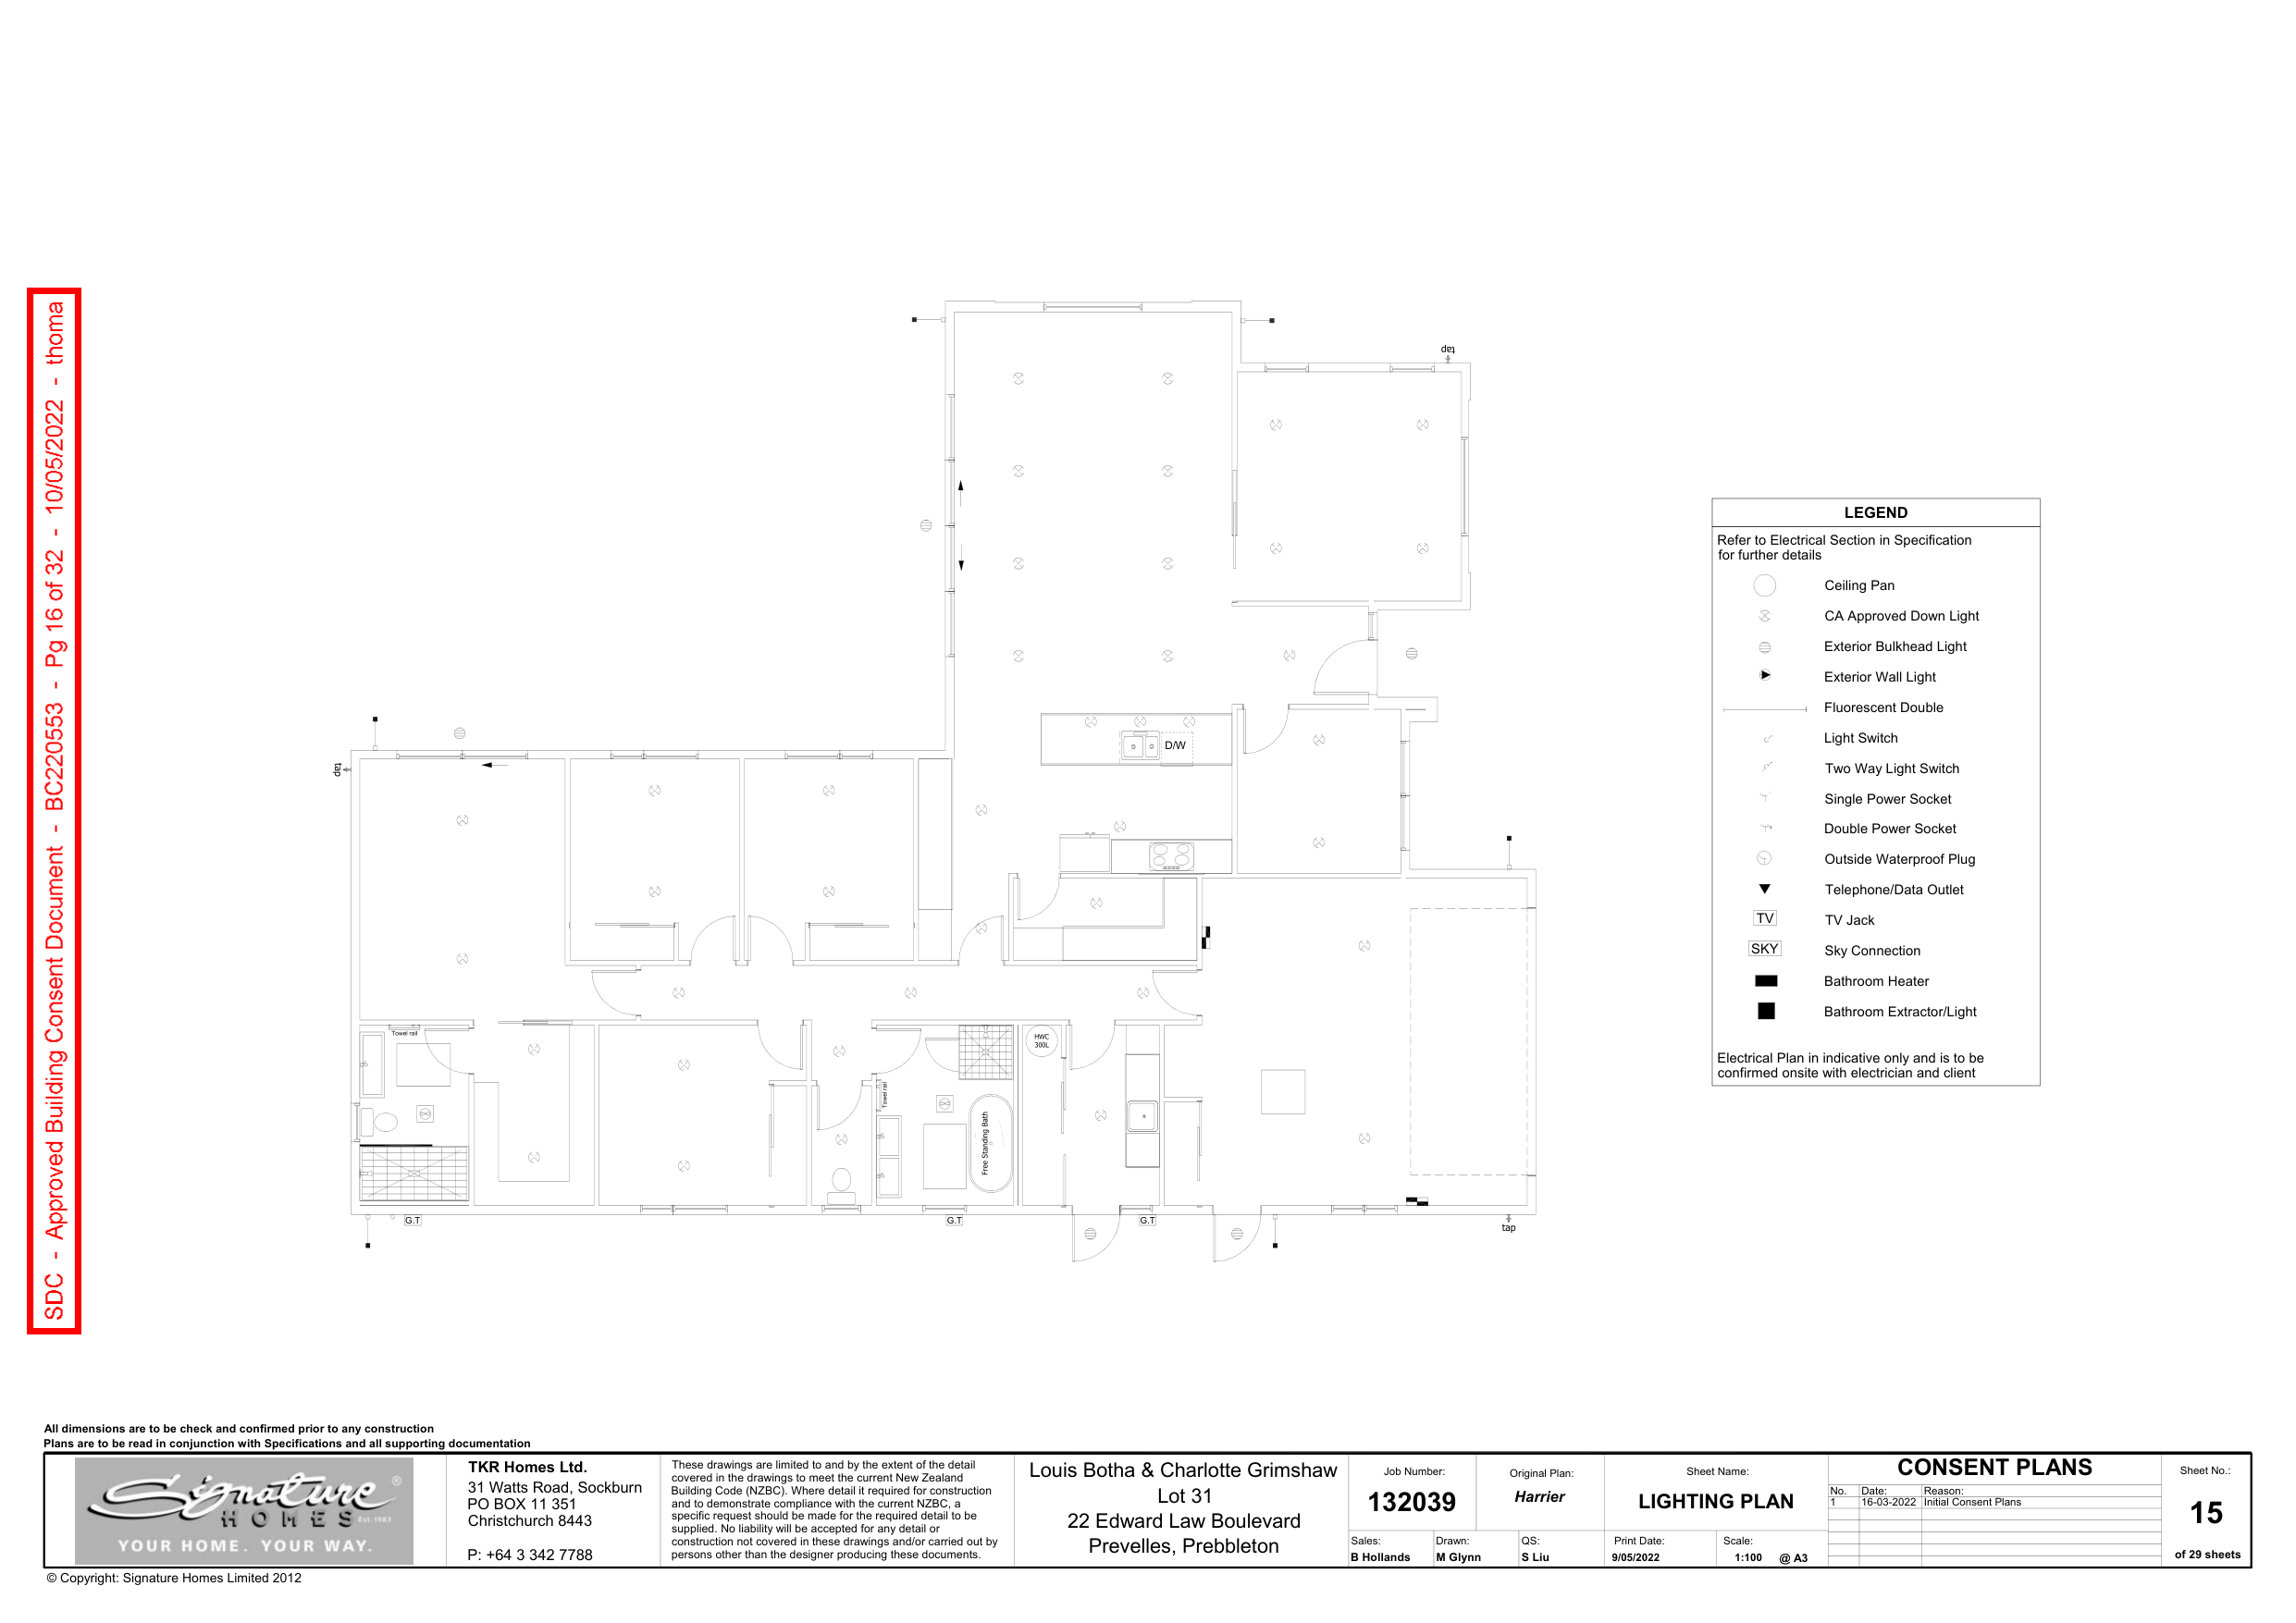 SDC - Approved Building Consent Document - BC220553 - Pg 16 of 32 - 10/05/2022 - thoma
tap
tap
D/W
Towel rail
HWC
300L
Towel rail
Free Standing Bath
G.T
G.T
G.T
tap
LEGEND
Refer to Electrical Section in Specification
for further details
Ceiling Pan
CA Approved Down Light
Exterior Bulkhead Light
Exterior Wall Light
Fluorescent Double
Light Switch
Two Way Light Switch
Single Power Socket
Double Power Socket
Outside Waterproof Plug
Telephone/Data Outlet
TV TV Jack
SKY Sky Connection
Bathroom Heater
Bathroom Extractor/Light
Electrical Plan in indicative only and is to be
confirmed onsite with electrician and client
All dimensions are to be check and confirmed prior to any construction
Plans are to be read in conjunction with Specifications and all supporting documentation
Signature ®
HOMES Est. 1983
YOUR HOME. YOUR WAY.
TKR Homes Ltd.
31 Watts Road, Sockburn
PO BOX 11 351
Christchurch 8443
P: +64 3 342 7788
These drawings are limited to and by the extent of the detail
covered in the drawings to meet the current New Zealand
Building Code (NZBC). Where detail it required for construction
and to demonstrate compliance with the current NZBC, a
specific request should be made for the required detail to be
supplied. No liability will be accepted for any detail or
construction not covered in these drawings and/or carried out by
persons other than the designer producing these documents.
Louis Botha & Charlotte Grimshaw
Lot 31
22 Edward Law Boulevard
Prevelles, Prebbleton
Job Number:
132039
Original Plan:
Harrier
Sales:
B Hollands
Drawn:
M Glynn
QS:
S Liu
Sheet Name:
LIGHTING PLAN
Print Date:
9/05/2022
Scale:
1:100 @ A3
CONSENT PLANS
No. Date: Reason:
1 16-03-2022 Initial Consent Plans
Sheet No.:
15
of 29 sheets
© Copyright: Signature Homes Limited 2012